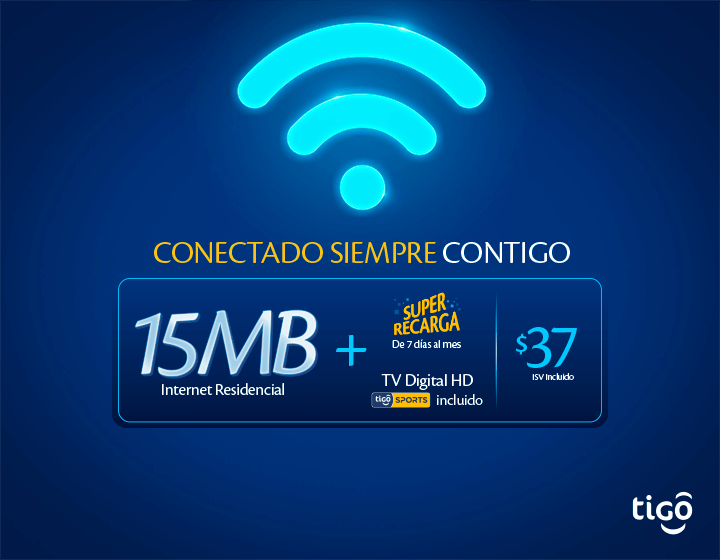 CONECTADO SIEMPRE CONTIGO
15MB
Internet Residencial
+
SUPER
RECARGA
De 7 días al mes
TV Digital HD
tigo SPORTS incluido
$37
ISV Incluido
tigo